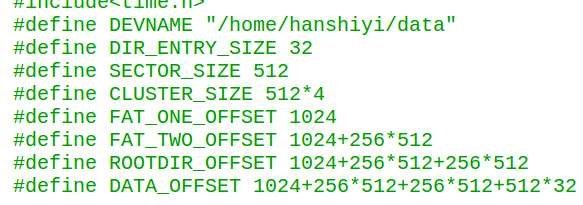 #include<time.h>
#define DEVNAME "/home/hanshiyi/data"
#define DIR_ENTRY_SIZE 32
#define SECTOR_SIZE 512
#define CLUSTER_SIZE 512*4
#define FAT_ONE_OFFSET 1024
#define FAT_TWO_OFFSET 1024+256*512
#define ROOTDIR_OFFSET 1024+256*512+256*512
#define DATA_OFFSET 1024+256*512+256*512+512*32